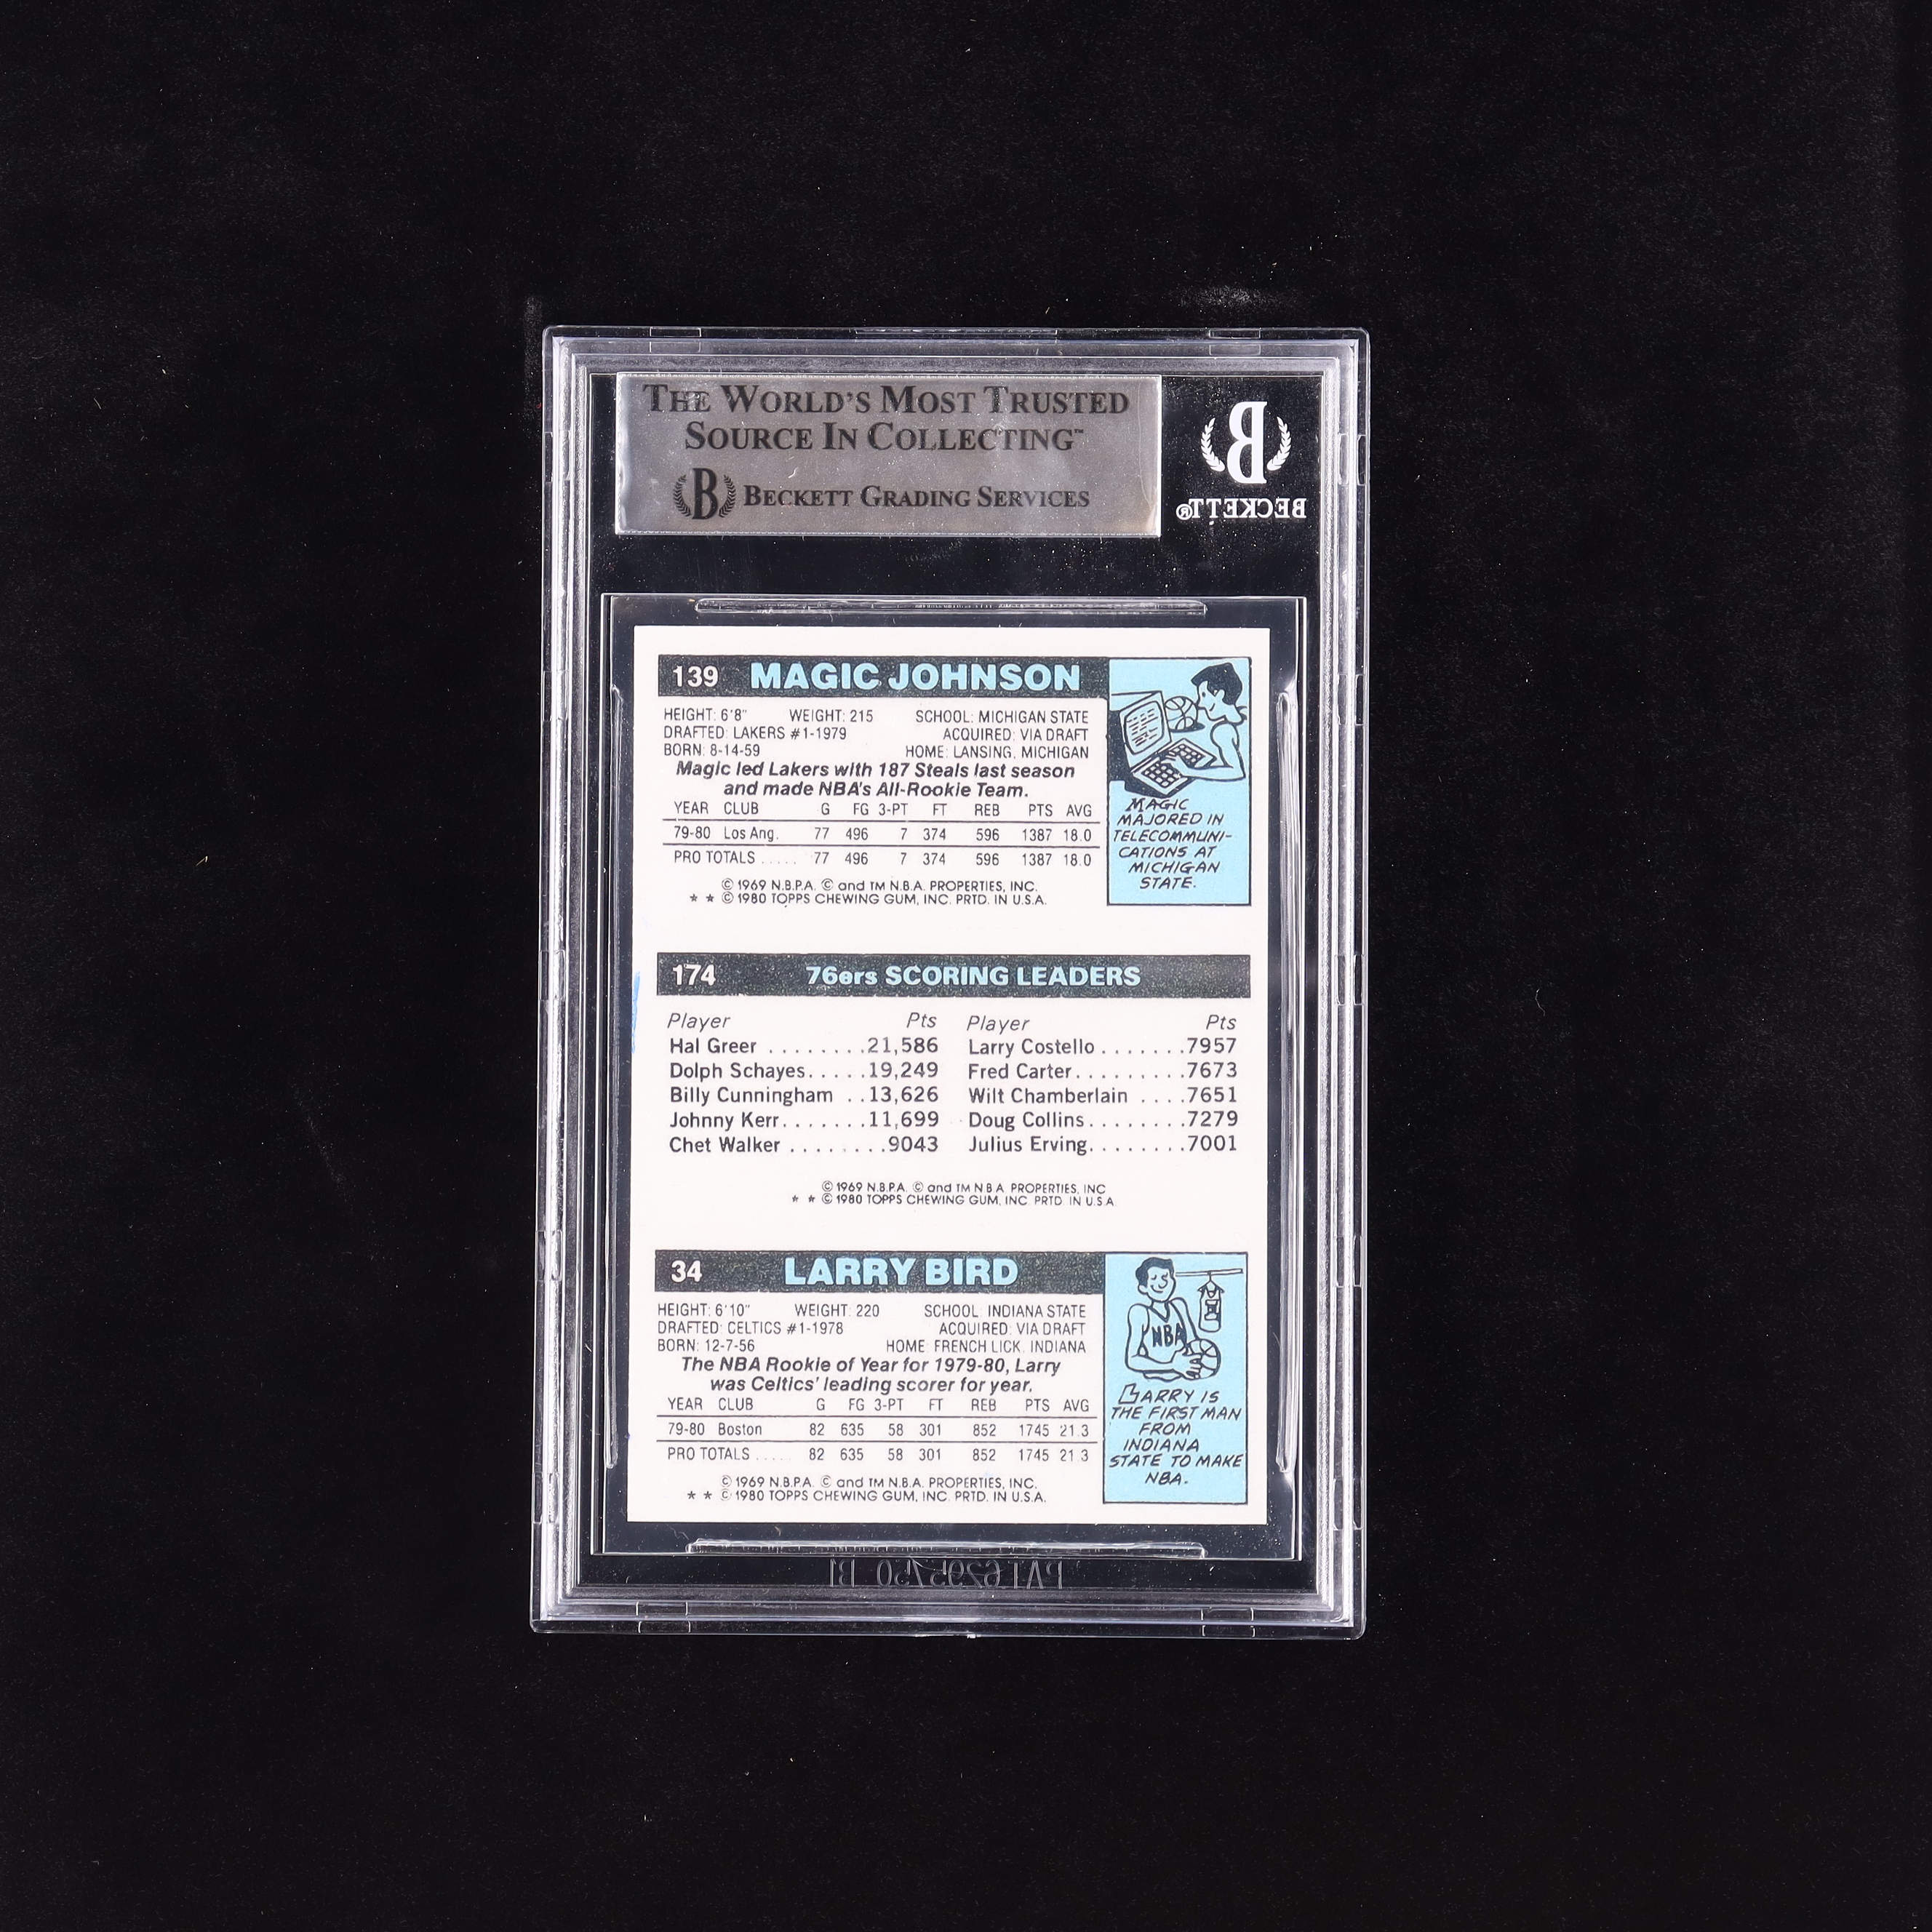 THE WORLD'S MOST TRUSTED
SOURCE IN COLLECTING™
B BECKETT GRADING SERVICES
B
BECKETT®
139 MAGIC JOHNSON
HEIGHT: 6'8" WEIGHT: 215 SCHOOL: MICHIGAN STATE
DRAFTED: LAKERS #1-1979 ACQUIRED: VIA DRAFT
BORN: 8-14-59 HOME: LANSING, MICHIGAN
Magic led Lakers with 187 Steals last season
and made NBA's All-Rookie Team.
YEAR CLUB G FG 3-PT FT REB PTS AVG
79-80 Los Ang. 77 496 7 374 596 1387 18.0
PRO TOTALS ..... 77 496 7 374 596 1387 18.0
© 1969 N.B.P.A. © and TM N.B.A. PROPERTIES, INC.
* * © 1980 TOPPS CHEWING GUM, INC. PRTD. IN U.S.A.
MAGIC
MAJORED IN
TELECOMMUNI-
CATIONS AT
MICHIGAN
STATE.
174 76ers SCORING LEADERS
Player Pts Player Pts
Hal Greer ........21,586 Larry Costello.......7957
Dolph Schayes.....19,249 Fred Carter.........7673
Billy Cunningham ..13,626 Wilt Chamberlain ....7651
Johnny Kerr.......11,699 Doug Collins........7279
Chet Walker ........9043 Julius Erving........7001
© 1969 N.B.P.A. © and TM N.B.A. PROPERTIES, INC
* * © 1980 TOPPS CHEWING GUM, INC. PRTD. IN U.S.A.
34 LARRY BIRD
HEIGHT: 6'10" WEIGHT: 220 SCHOOL: INDIANA STATE
DRAFTED: CELTICS #1-1978 ACQUIRED: VIA DRAFT
BORN: 12-7-56 HOME: FRENCH LICK, INDIANA
The NBA Rookie of Year for 1979-80, Larry
was Celtics' leading scorer for year.
YEAR CLUB G FG 3-PT FT REB PTS AVG
79-80 Boston 82 635 58 301 852 1745 21.3
PRO TOTALS ..... 82 635 58 301 852 1745 21.3
© 1969 N.B.P.A. © and TM N.B.A. PROPERTIES, INC.
* * © 1980 TOPPS CHEWING GUM, INC. PRTD. IN U.S.A.
NBA
LARRY IS
THE FIRST MAN
FROM
INDIANA
STATE TO MAKE
NBA.